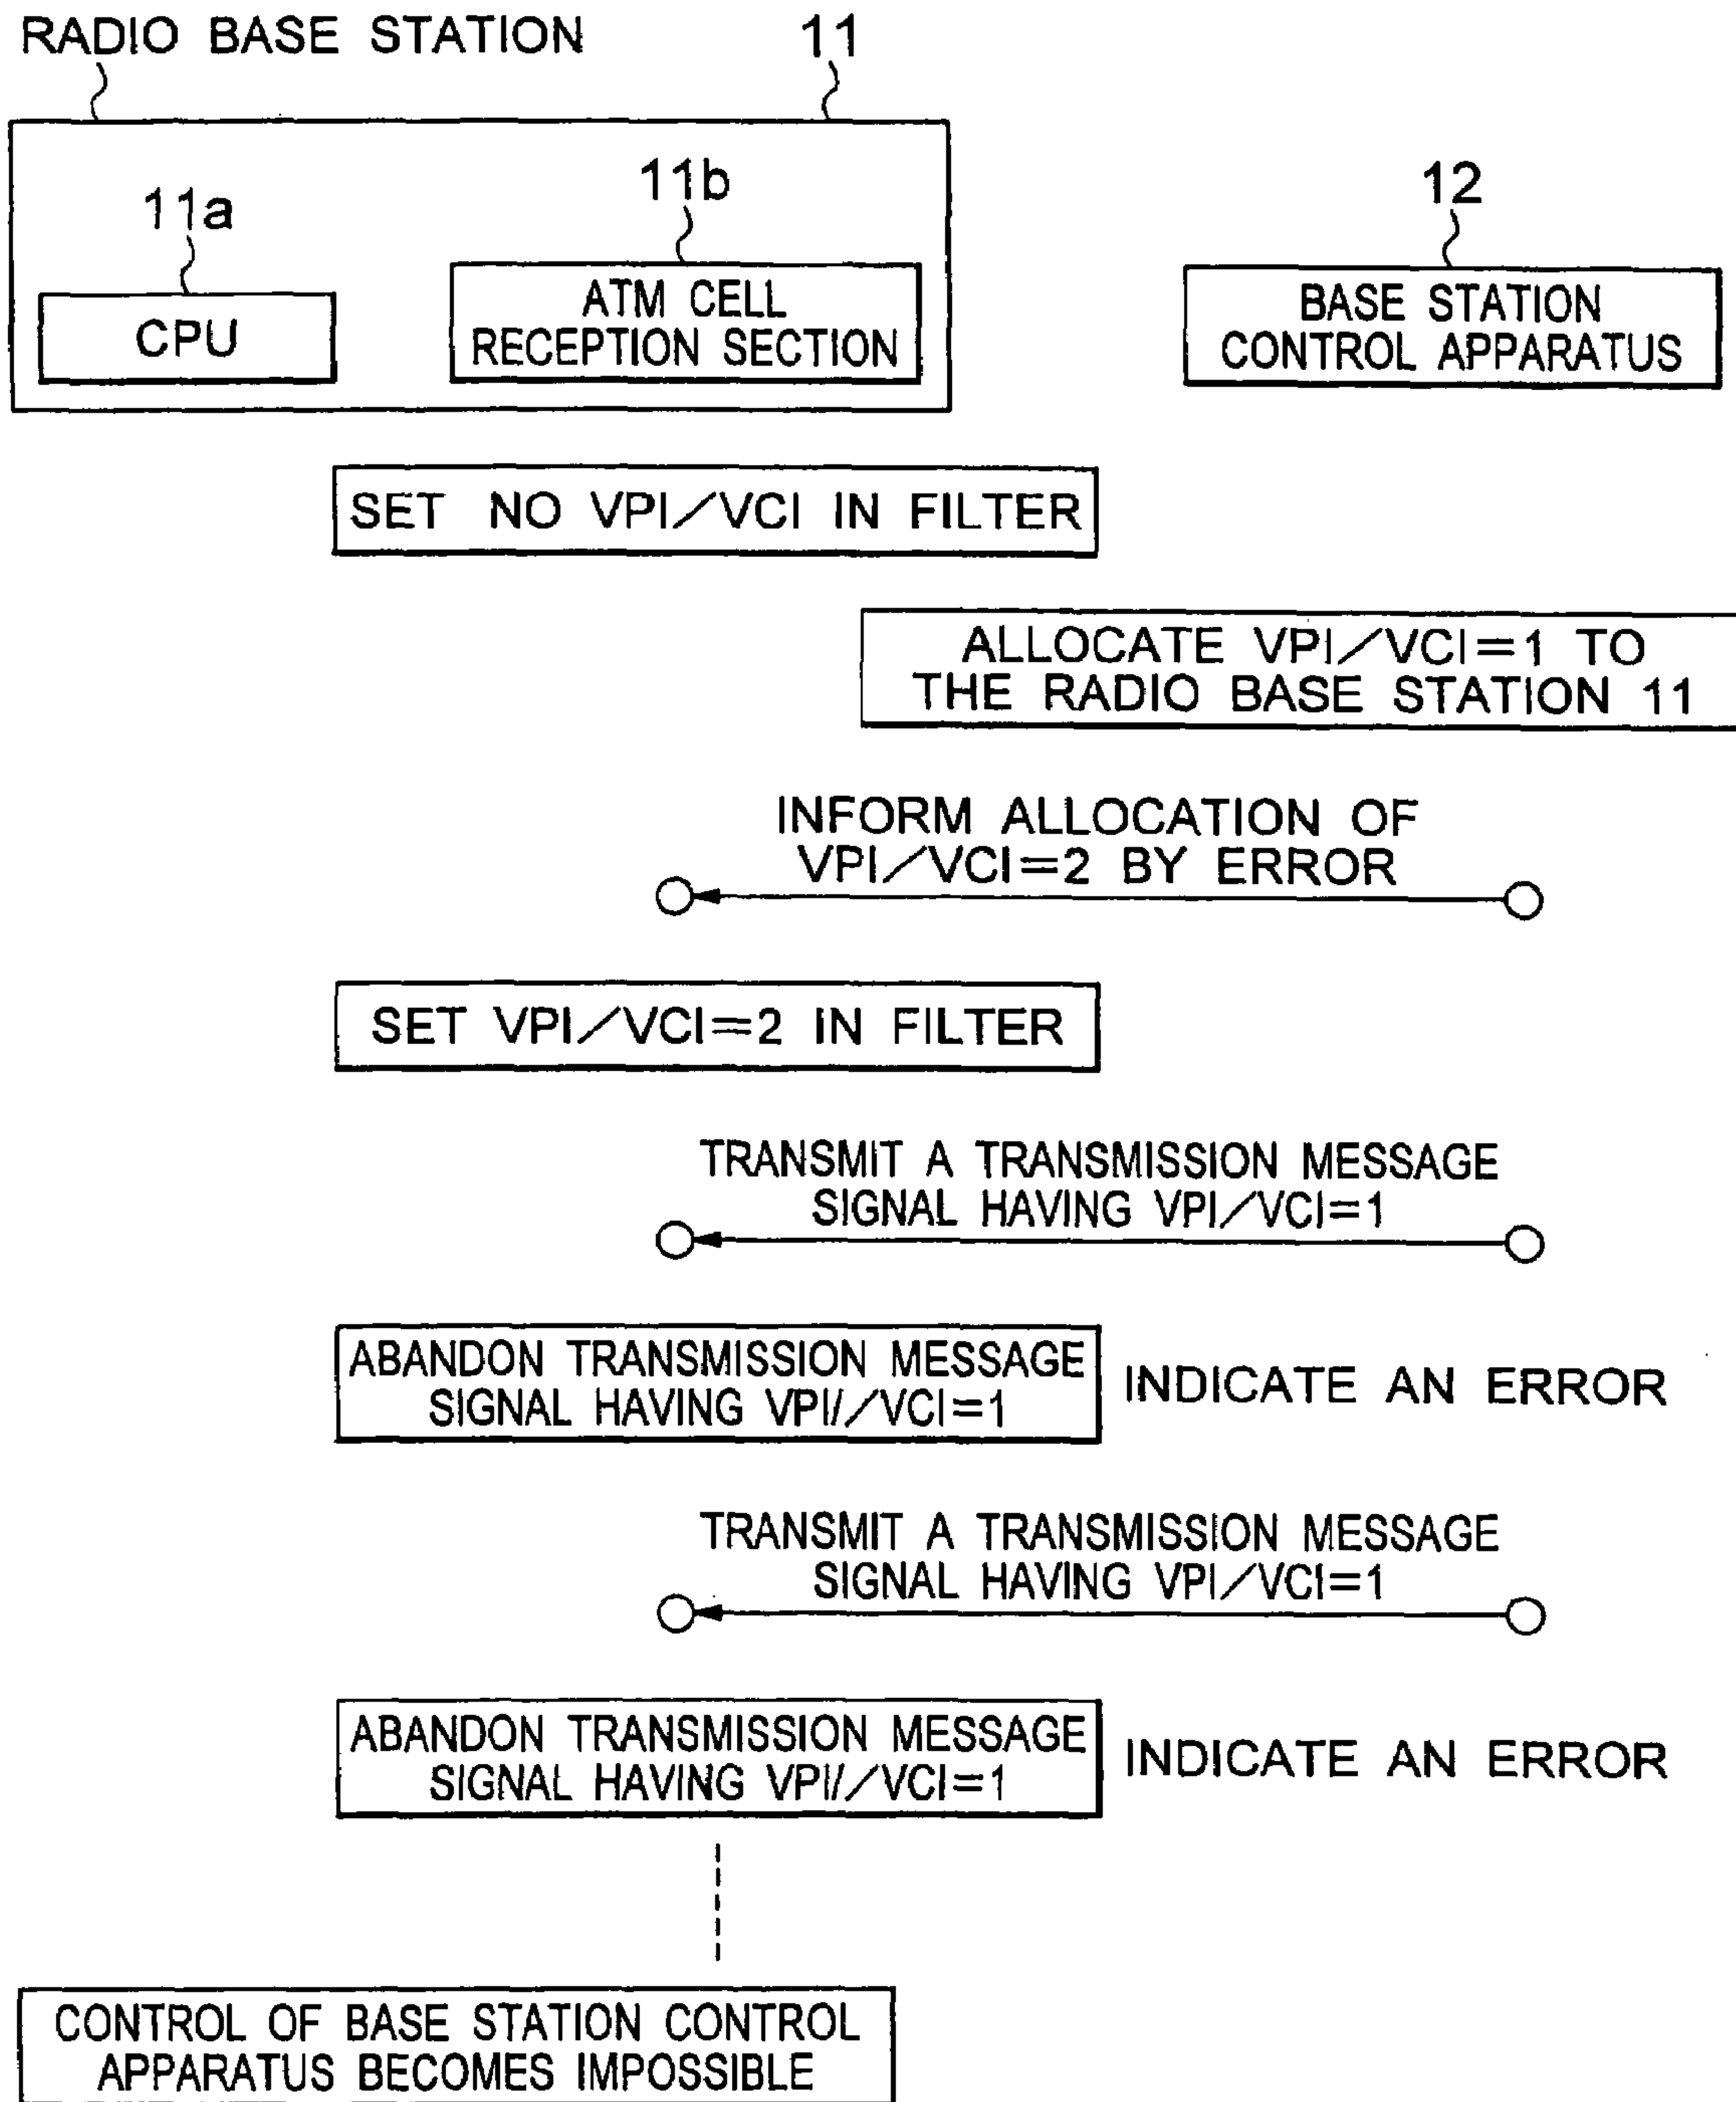 RADIO BASE STATION
11
11a
11b
12
CPU
ATM CELL
RECEPTION SECTION
BASE STATION
CONTROL APPARATUS
SET NO VPI/VCI IN FILTER
ALLOCATE VPI/VCI=1 TO
THE RADIO BASE STATION 11
INFORM ALLOCATION OF
VPI/VCI=2 BY ERROR
SET VPI/VCI=2 IN FILTER
TRANSMIT A TRANSMISSION MESSAGE
SIGNAL HAVING VPI/VCI=1
ABANDON TRANSMISSION MESSAGE
SIGNAL HAVING VPI//VCI=1
INDICATE AN ERROR
TRANSMIT A TRANSMISSION MESSAGE
SIGNAL HAVING VPI/VCI=1
ABANDON TRANSMISSION MESSAGE
SIGNAL HAVING VPI//VCI=1
INDICATE AN ERROR
CONTROL OF BASE STATION CONTROL
APPARATUS BECOMES IMPOSSIBLE